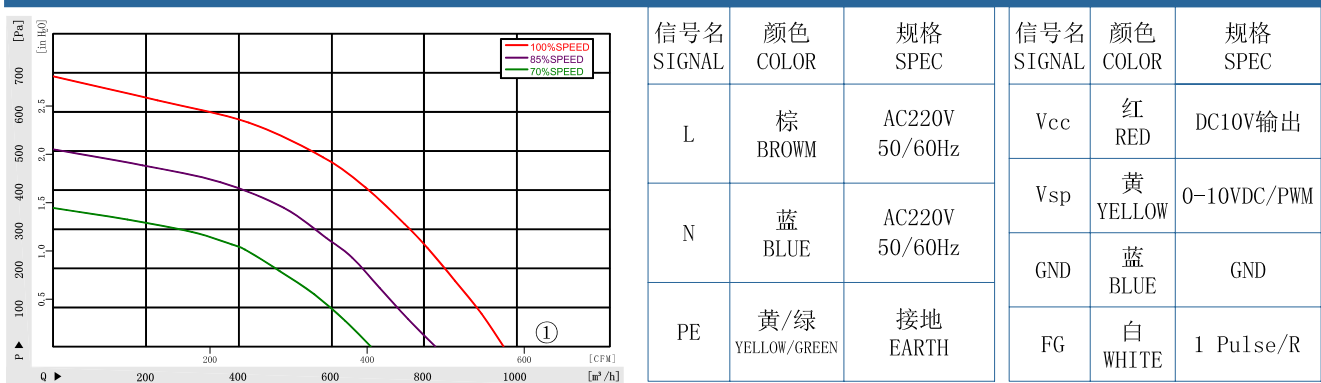 [Pa]
[in H₂O]
700
600
500
400
300
200
100
P ▲
2.5
2.0
1.5
1.0
0.5
100%SPEED
85%SPEED
70%SPEED
①
200 400 600 [CFM]
Q ▶ 200 400 600 800 1000 [m³/h]
信号名 颜色 规格
SIGNAL COLOR SPEC
L 棕 AC220V
BROWM 50/60Hz
N 蓝 AC220V
BLUE 50/60Hz
PE 黄/绿 接地
YELLOW/GREEN EARTH
信号名 颜色 规格
SIGNAL COLOR SPEC
Vcc 红 DC10V输出
RED
Vsp 黄 0-10VDC/PWM
YELLOW
GND 蓝 GND
BLUE
FG 白 1 Pulse/R
WHITE